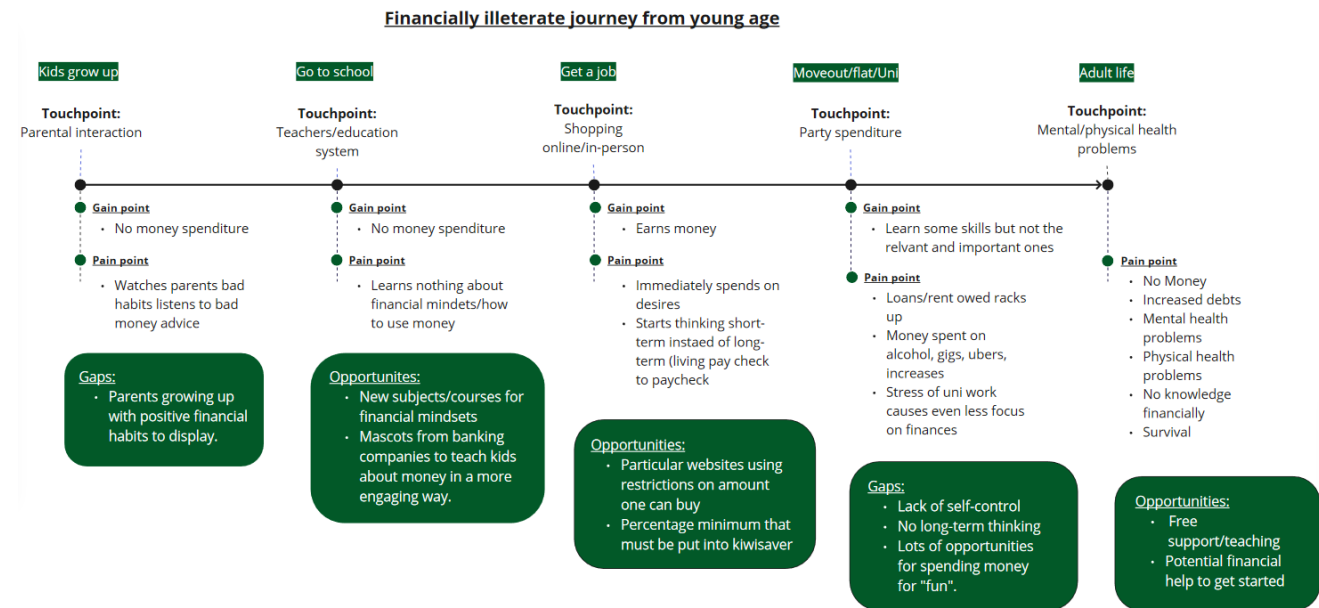 Financially illeterate journey from young age
Kids grow up
Touchpoint:
Parental interaction
Gain point
· No money spenditure
Pain point
· Watches parents bad
habits listens to bad
money advice
Gaps:
· Parents growing up
with positive financial
habits to display.
Go to school
Touchpoint:
Teachers/education
system
Gain point
· No money spenditure
Pain point
· Learns nothing about
financial mindets/how
to use money
Opportunites:
· New subjects/courses for
financial mindsets
· Mascots from banking
companies to teach kids
about money in a more
engaging way.
Get a job
Touchpoint:
Shopping
online/in-person
Gain point
· Earns money
Pain point
· Immediately spends on
desires
· Starts thinking short-
term instaed of long-
term (living pay check
to paycheck
Opportunities:
· Particular websites using
restrictions on amount
one can buy
· Percentage minimum that
must be put into kiwisaver
Moveout/flat/Uni
Touchpoint:
Party spenditure
Gain point
· Learn some skills but not the
relvant and important ones
Pain point
· Loans/rent owed racks
up
· Money spent on
alcohol, gigs, ubers,
increases
· Stress of uni work
causes even less focus
on finances
Gaps:
· Lack of self-control
· No long-term thinking
· Lots of opportunities
for spending money
for "fun".
Adult life
Touchpoint:
Mental/physical health
problems
Pain point
· No Money
· Increased debts
· Mental health
problems
· Physical health
problems
· No knowledge
financially
· Survival
Opportunities:
· Free
support/teaching
· Potential financial
help to get started